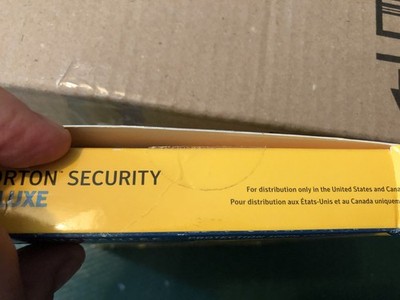 ORTON™ SECURITY
LUXE
For distribution only in the United States and Cana
Pour distribution aux États-Unis et au Canada uniquem